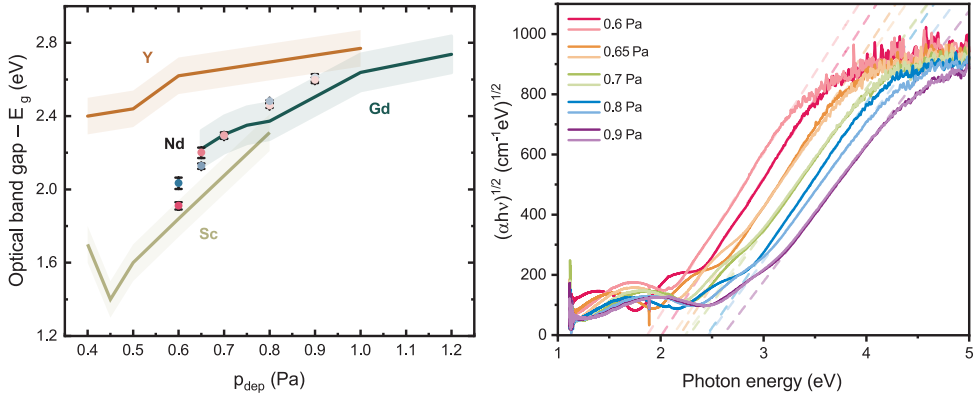 Optical band gap – E_g (eV)
2.8
2.4
2.0
1.6
1.2
Y
Nd
Gd
Sc
0.4 0.5 0.6 0.7 0.8 0.9 1.0 1.1 1.2
p_dep (Pa)
(αhν)^1/2 (cm^-1eV)^1/2
1000
800
600
400
200
0
0.6 Pa
0.65 Pa
0.7 Pa
0.8 Pa
0.9 Pa
1 2 3 4 5
Photon energy (eV)